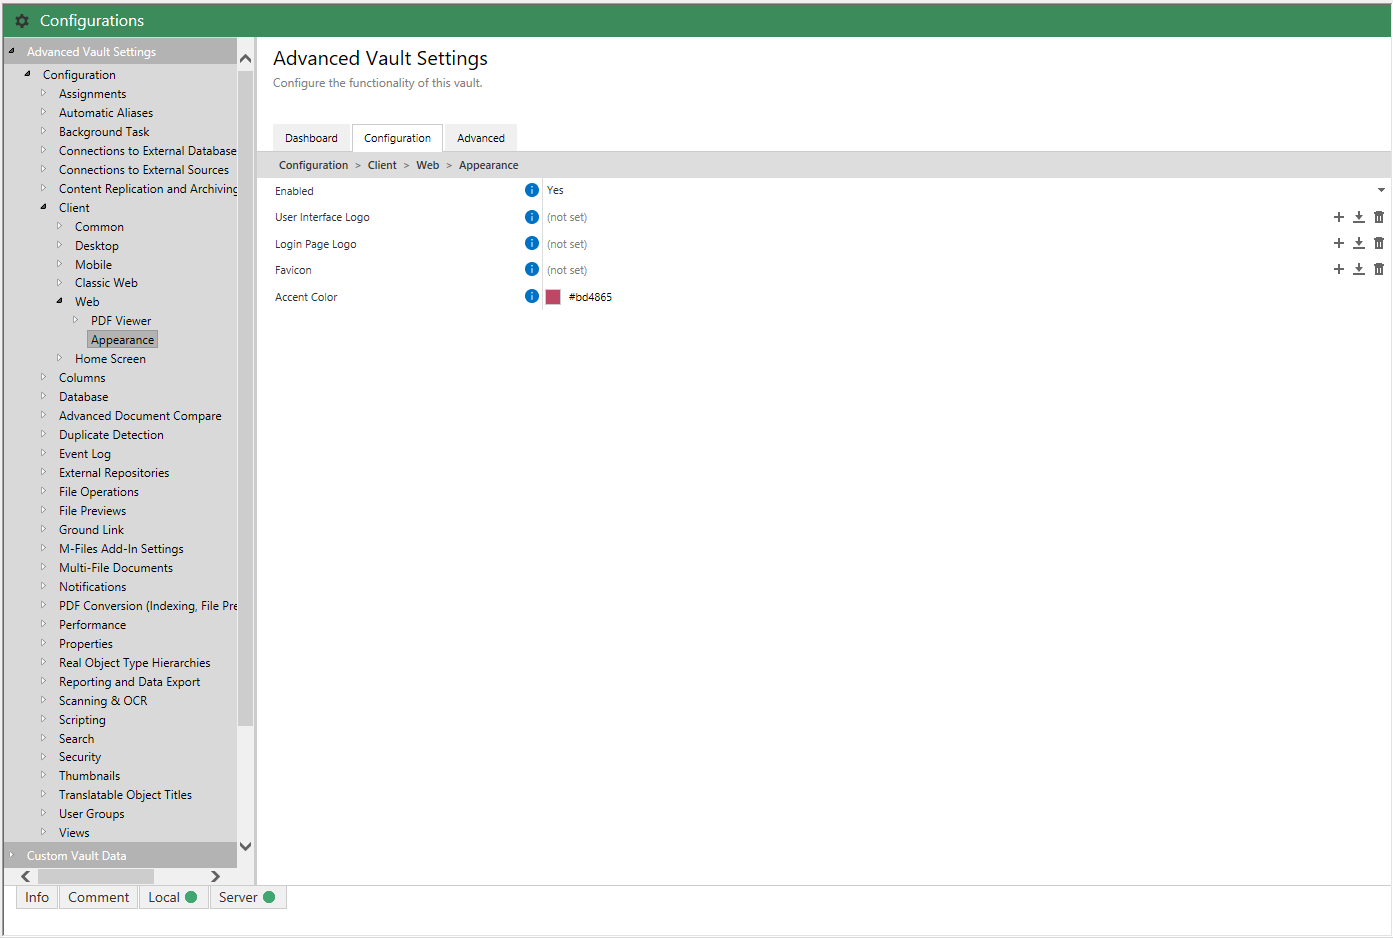 Configurations
Advanced Vault Settings
Configuration
Assignments
Automatic Aliases
Background Task
Connections to External Database
Connections to External Sources
Content Replication and Archiving
Client
Common
Desktop
Mobile
Classic Web
Web
PDF Viewer
Appearance
Home Screen
Columns
Database
Advanced Document Compare
Duplicate Detection
Event Log
External Repositories
File Operations
File Previews
Ground Link
M-Files Add-In Settings
Multi-File Documents
Notifications
PDF Conversion (Indexing, File Pre
Performance
Properties
Real Object Type Hierarchies
Reporting and Data Export
Scanning & OCR
Scripting
Search
Security
Thumbnails
Translatable Object Titles
User Groups
Views
Custom Vault Data
Advanced Vault Settings
Configure the functionality of this vault.
Dashboard Configuration Advanced
Configuration > Client > Web > Appearance
Enabled Yes
User Interface Logo (not set)
Login Page Logo (not set)
Favicon (not set)
Accent Color #bd4865
Info Comment Local Server